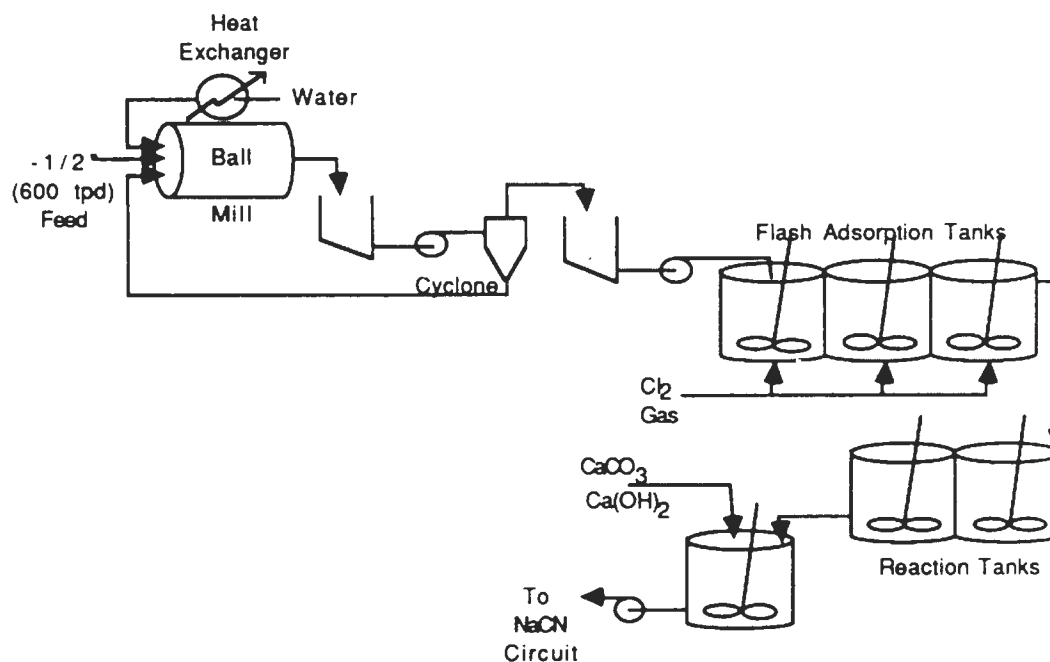 Heat
Exchanger
Water
-1/2
(600 tpd)
Feed
Ball
Mill
Cyclone
Flash Adsorption Tanks
Cl2
Gas
CaCO3
Ca(OH)2
Reaction Tanks
To
NaCN
Circuit